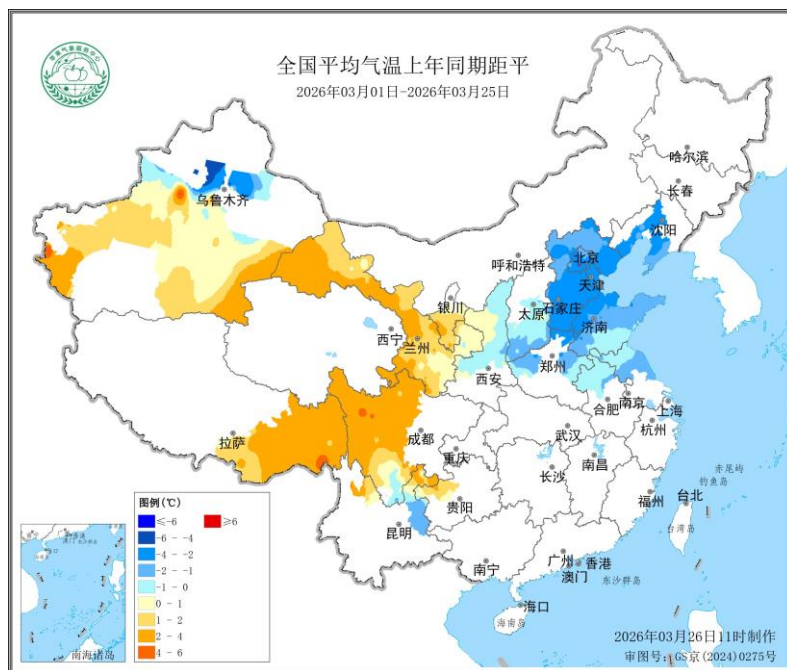 全国平均气温上年同期距平
2026年03月01日-2026年03月25日
哈尔滨
长春
乌鲁木齐
沈阳
呼和浩特
北京
天津
银川
石家庄
太原
济南
西宁
兰州
郑州
西安
合肥
南京
上海
拉萨
成都
武汉
杭州
重庆
南昌
长沙
赤尾屿
钓鱼岛
贵阳
福州
台北
昆明
台湾岛
南宁
广州
香港
澳门
东沙群岛
海口
海南岛
图例(℃)
≤-6
≥6
-6 - -4
-4 - -2
-2 - -1
-1 - 0
0 - 1
1 - 2
2 - 4
4 - 6
南海诸岛
2026年03月26日11时制作
审图号:GS京(2024)0275号